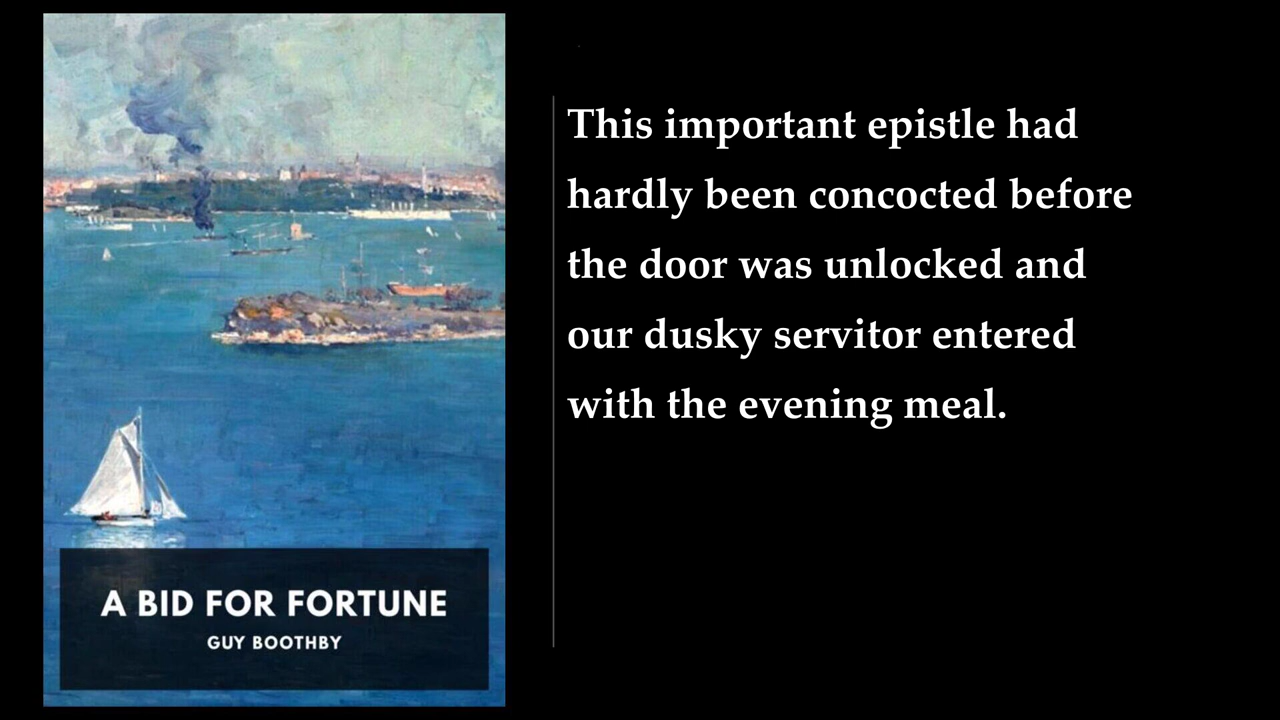 A BID FOR FORTUNE
GUY BOOTHBY
This important epistle had
hardly been concocted before
the door was unlocked and
our dusky servitor entered
with the evening meal.